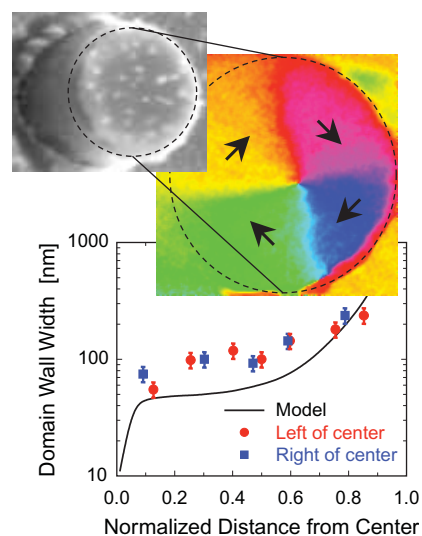 1000
100
10
Domain Wall Width [nm]
Model
Left of center
Right of center
0.0 0.2 0.4 0.6 0.8 1.0
Normalized Distance from Center